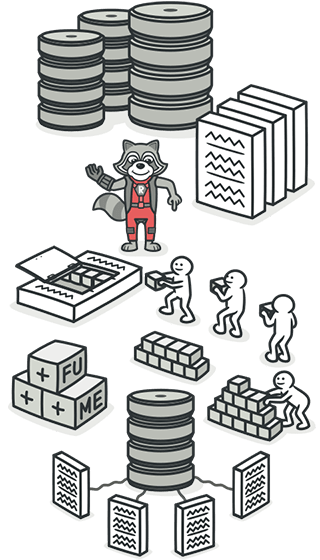 R
+ FU
+ + ME